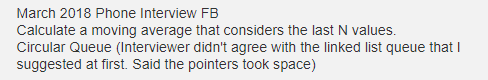 March 2018 Phone Interview FB
Calculate a moving average that considers the last N values.
Circular Queue (Interviewer didn't agree with the linked list queue that I
suggested at first. Said the pointers took space)